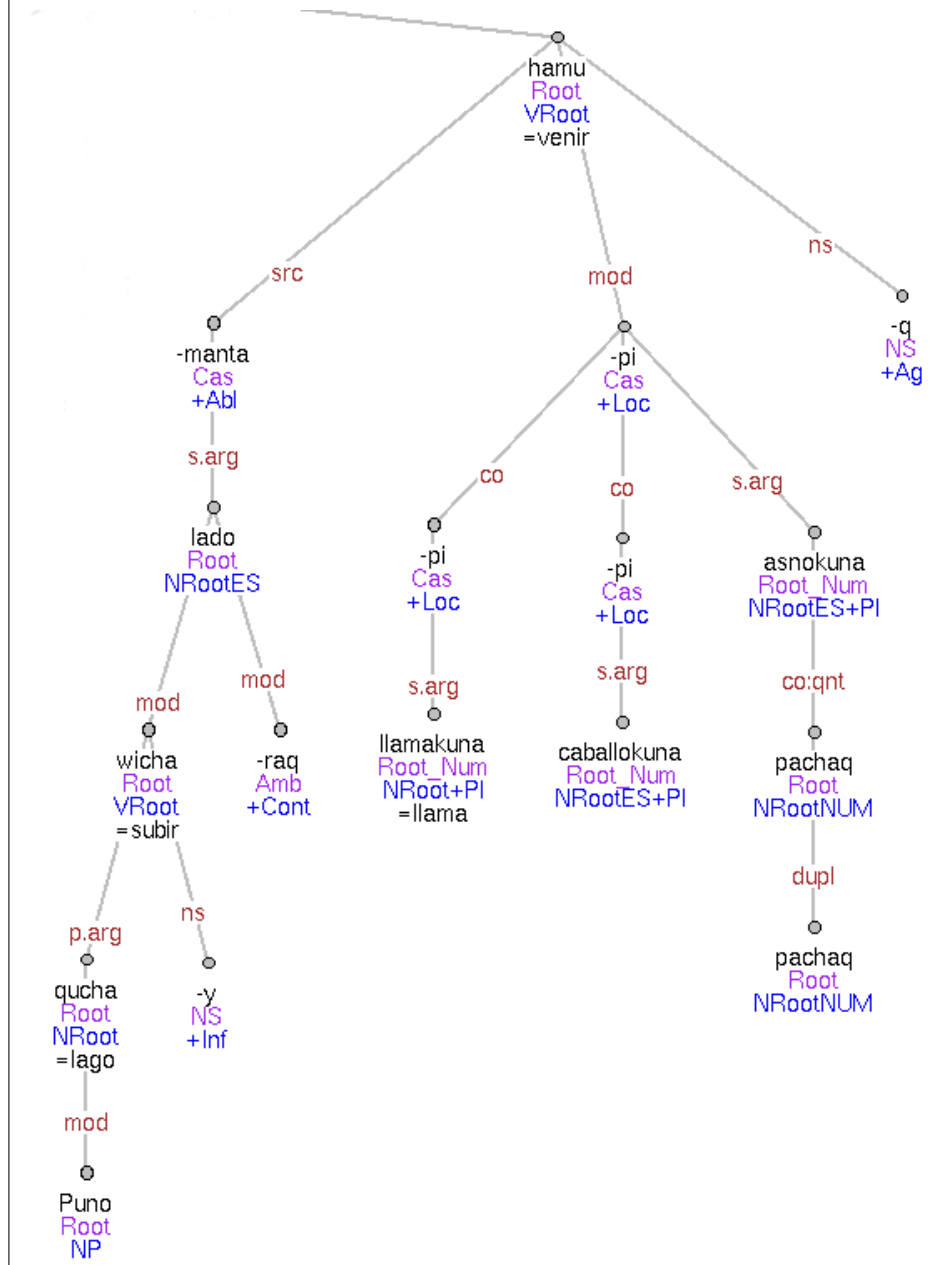 hamu
Root
VRoot
=venir
src
mod
ns
-manta
Cas
+Abl
-pi
Cas
+Loc
-q
NS
+Ag
s.arg
co
co
s.arg
lado
Root
NRootES
-pi
Cas
+Loc
-pi
Cas
+Loc
asnokuna
Root_Num
NRootES+Pl
mod
mod
s.arg
s.arg
co:qnt
wicha
Root
VRoot
=subir
-raq
Amb
+Cont
llamakuna
Root_Num
NRoot+Pl
=llama
caballokuna
Root_Num
NRootES+Pl
pachaq
Root
NRootNUM
p.arg
ns
dupl
qucha
Root
NRoot
=lago
-y
NS
+Inf
pachaq
Root
NRootNUM
mod
Puno
Root
NP